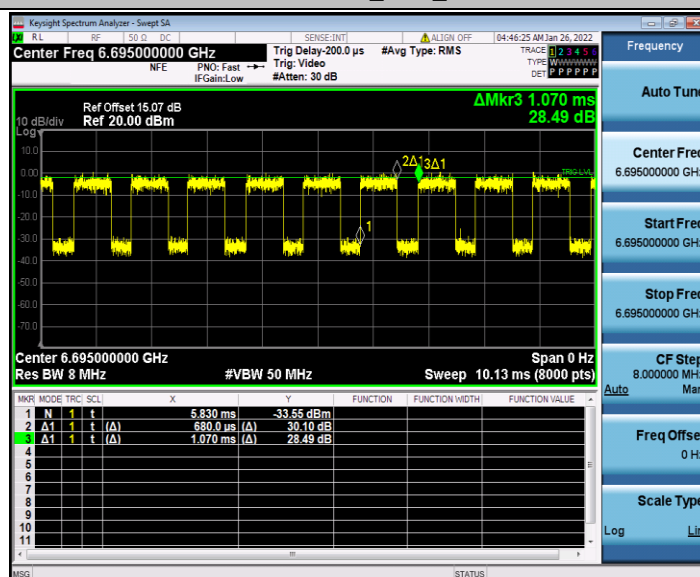 Keysight Spectrum Analyzer - Swept SA
LXI RL RF 50 Ω DC SENSE:INT ALIGN OFF 04:46:25 AM Jan 26, 2022
Center Freq 6.695000000 GHz
NFE PNO: Fast IFGain:Low
Trig Delay-200.0 µs #Avg Type: RMS
Trig: Video
#Atten: 30 dB
TRACE 1 2 3 4 5 6
TYPE WWWWWW
DET P P P P P P
Ref Offset 15.07 dB
10 dB/div Ref 20.00 dBm
ΔMkr3 1.070 ms
28.49 dB
Log
10.0
0.00
-10.0
-20.0
-30.0
-40.0
-50.0
-60.0
-70.0
2Δ1 3Δ1
TRIG LVL
1
Center 6.695000000 GHz Span 0 Hz
Res BW 8 MHz #VBW 50 MHz Sweep 10.13 ms (8000 pts)
MKR MODE TRC SCL X Y FUNCTION FUNCTION WIDTH FUNCTION VALUE
1 N 1 t 5.830 ms -33.55 dBm
2 Δ1 1 t (Δ) 680.0 µs (Δ) 30.10 dB
3 Δ1 1 t (Δ) 1.070 ms (Δ) 28.49 dB
4
5
6
7
8
9
10
11
MSG STATUS
Frequency
Auto Tune
Center Freq
6.695000000 GHz
Start Freq
6.695000000 GHz
Stop Freq
6.695000000 GHz
CF Step
8.000000 MHz
Auto Man
Freq Offset
0 Hz
Scale Type
Log Lin